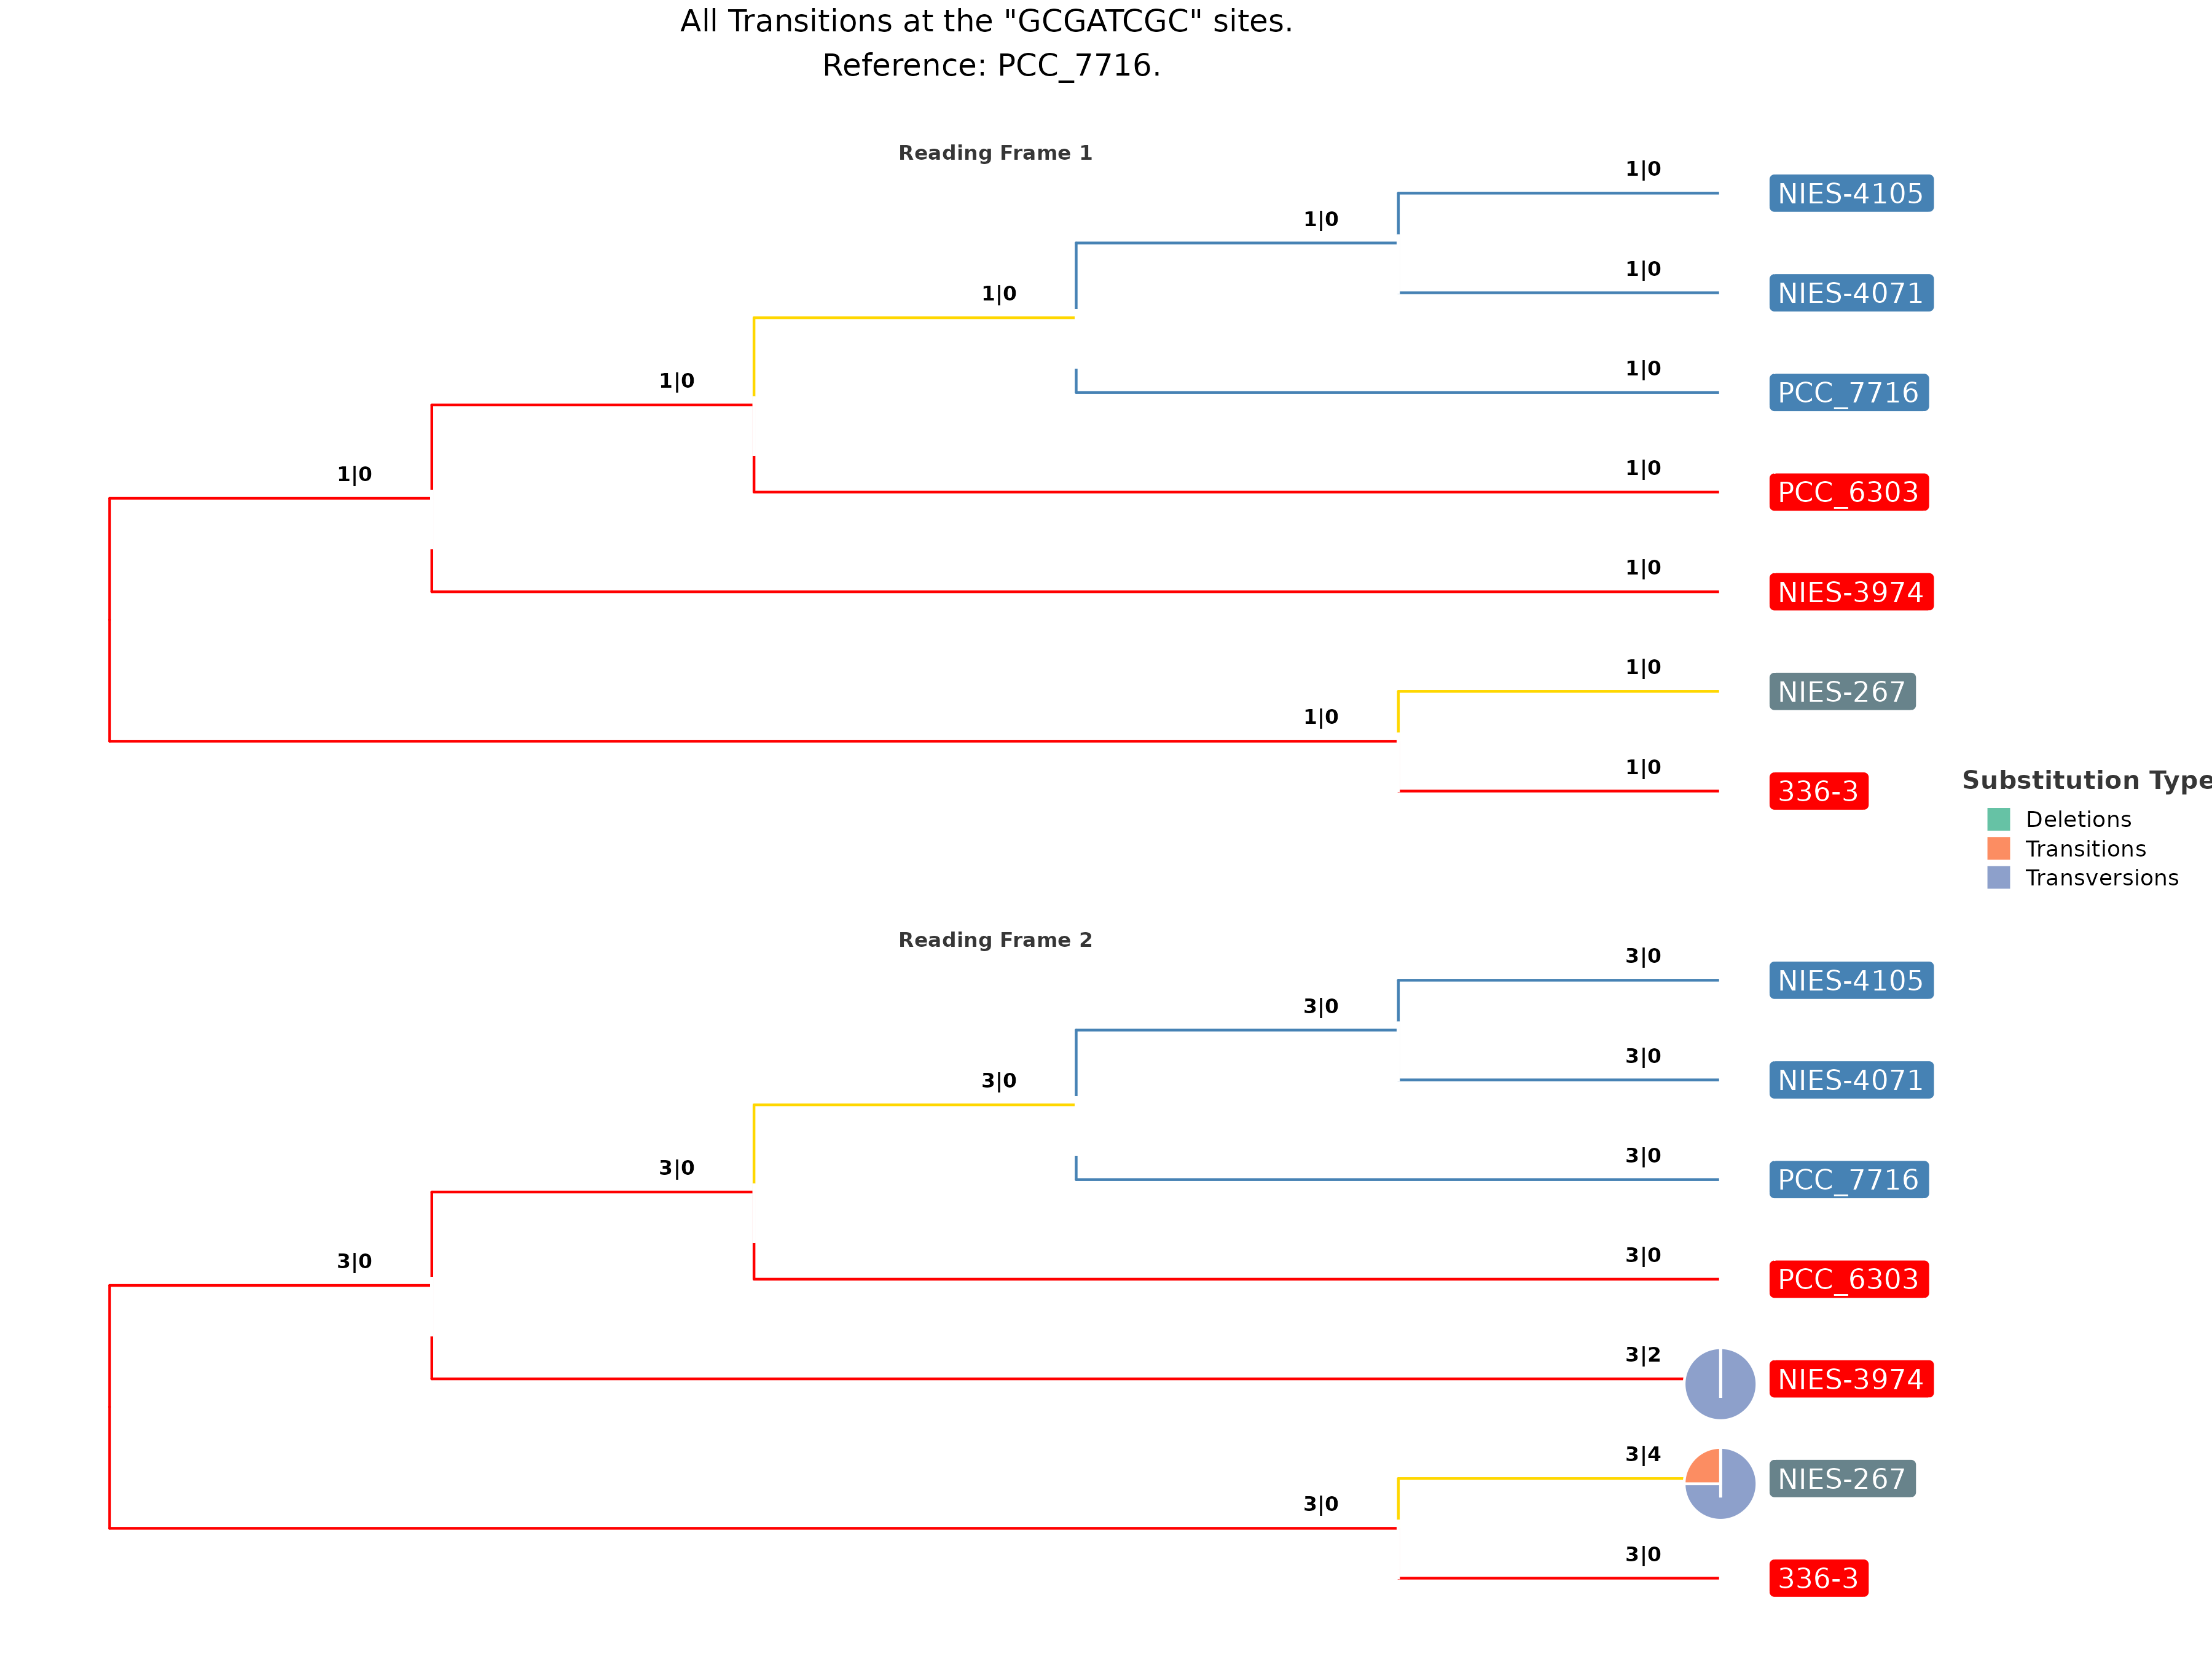 All Transitions at the "GCGATCGC" sites.
Reference: PCC_7716.
Reading Frame 1
1|0
NIES-4105
1|0
1|0
NIES-4071
1|0
1|0
PCC_7716
1|0
1|0
PCC_6303
1|0
1|0
NIES-3974
1|0
NIES-267
1|0
1|0
336-3
Substitution Type
Deletions
Transitions
Transversions
Reading Frame 2
3|0
NIES-4105
3|0
3|0
NIES-4071
3|0
3|0
PCC_7716
3|0
3|0
PCC_6303
3|0
3|2
NIES-3974
3|4
NIES-267
3|0
3|0
336-3